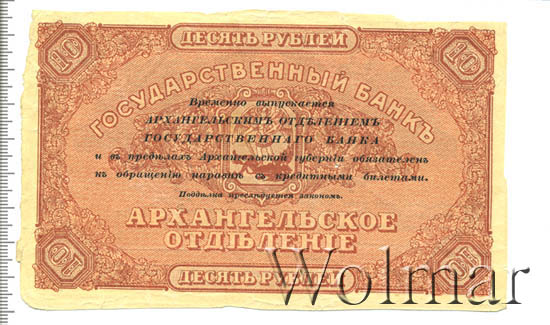 ДЕСЯТЬ РУБЛЕЙ
10 10
ГОСУДАРСТВЕННЫЙ БАНКЪ
Временно выпускается
АРХАНГЕЛЬСКИМЪ ОТДѢЛЕНІЕМЪ
ГОСУДАРСТВЕННАГО БАНКА
и въ предѣлахъ Архангельской губерніи обязателенъ
къ обращенію наравнѣ съ кредитными билетами.
Поддѣлка преслѣдуется закономъ.
АРХАНГЕЛЬСКОЕ
ОТДѢЛЕНІЕ
10 10
ДЕСЯТЬ РУБЛЕЙ
Wolmar